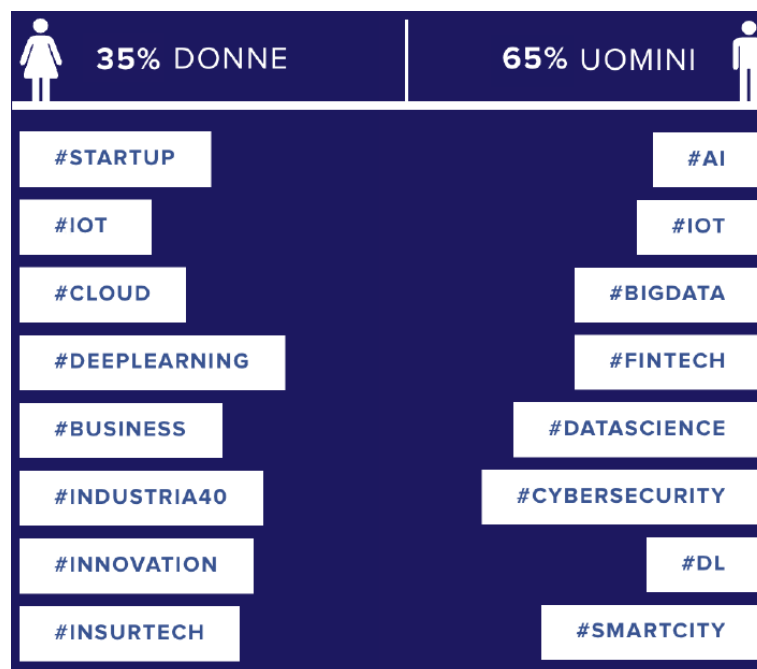 35% DONNE
65% UOMINI
#STARTUP
#IOT
#CLOUD
#DEEPLEARNING
#BUSINESS
#INDUSTRIA40
#INNOVATION
#INSURTECH
#AI
#IOT
#BIGDATA
#FINTECH
#DATASCIENCE
#CYBERSECURITY
#DL
#SMARTCITY